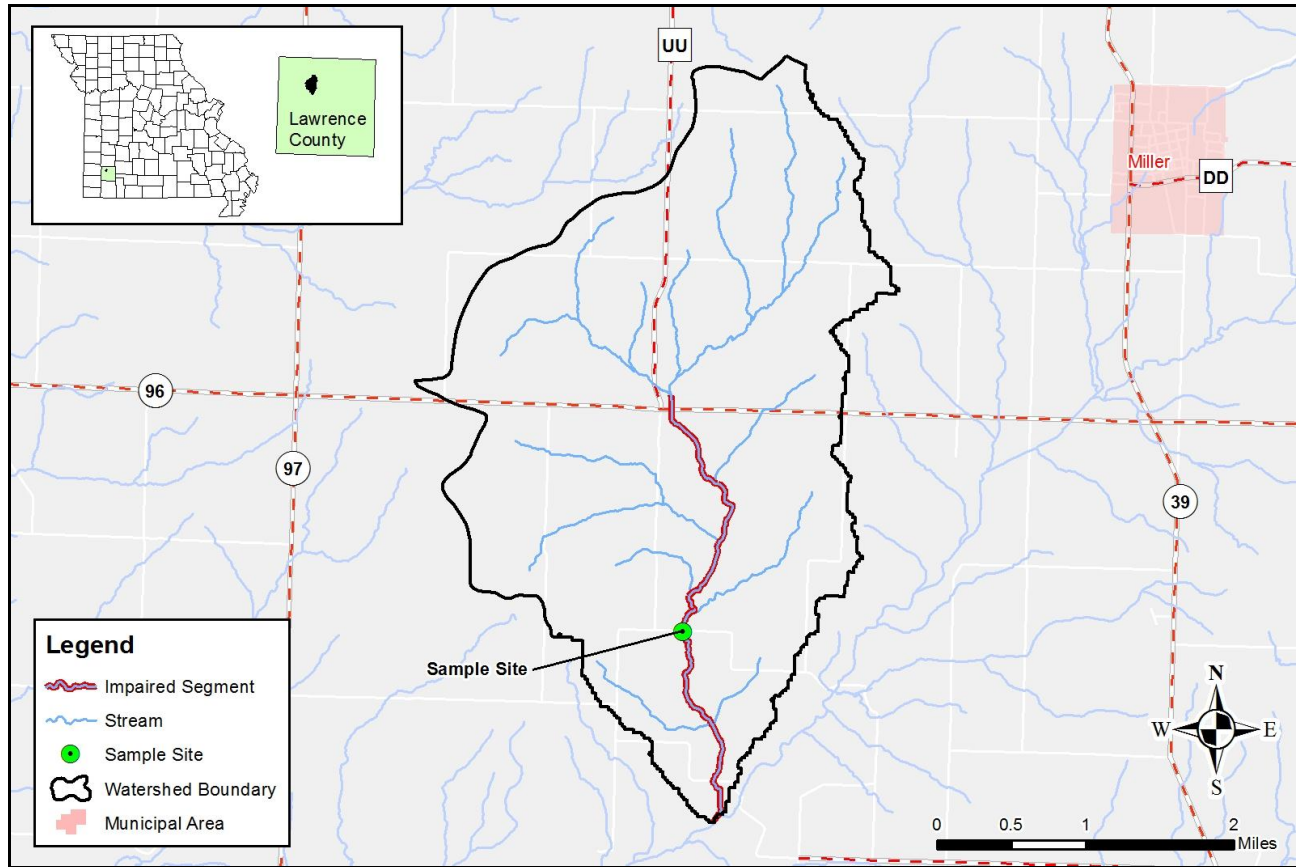 UU
Lawrence
County
Miller
DD
96
97
39
Sample Site
Legend
Impaired Segment
Stream
Sample Site
Watershed Boundary
Municipal Area
N
W
E
S
0 0.5 1 2
Miles